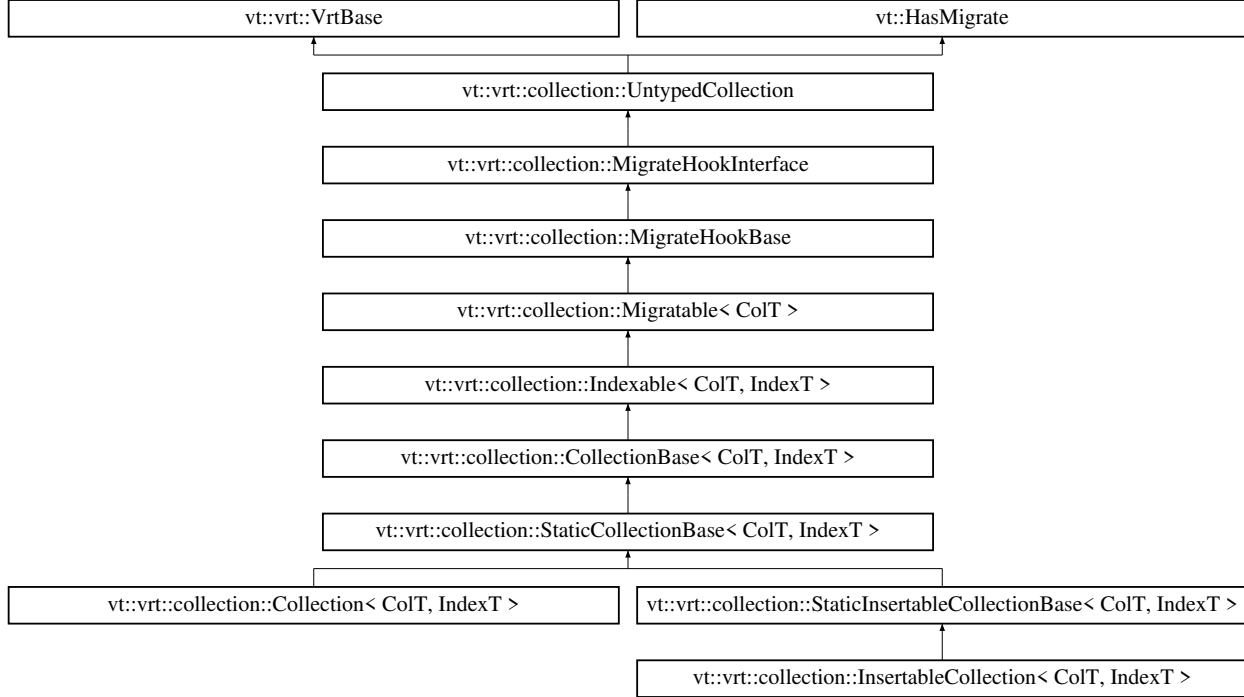 vt::vrt::VrtBase
vt::HasMigrate
vt::vrt::collection::UntypedCollection
vt::vrt::collection::MigrateHookInterface
vt::vrt::collection::MigrateHookBase
vt::vrt::collection::Migratable< ColT >
vt::vrt::collection::Indexable< ColT, IndexT >
vt::vrt::collection::CollectionBase< ColT, IndexT >
vt::vrt::collection::StaticCollectionBase< ColT, IndexT >
vt::vrt::collection::Collection< ColT, IndexT >
vt::vrt::collection::StaticInsertableCollectionBase< ColT, IndexT >
vt::vrt::collection::InsertableCollection< ColT, IndexT >